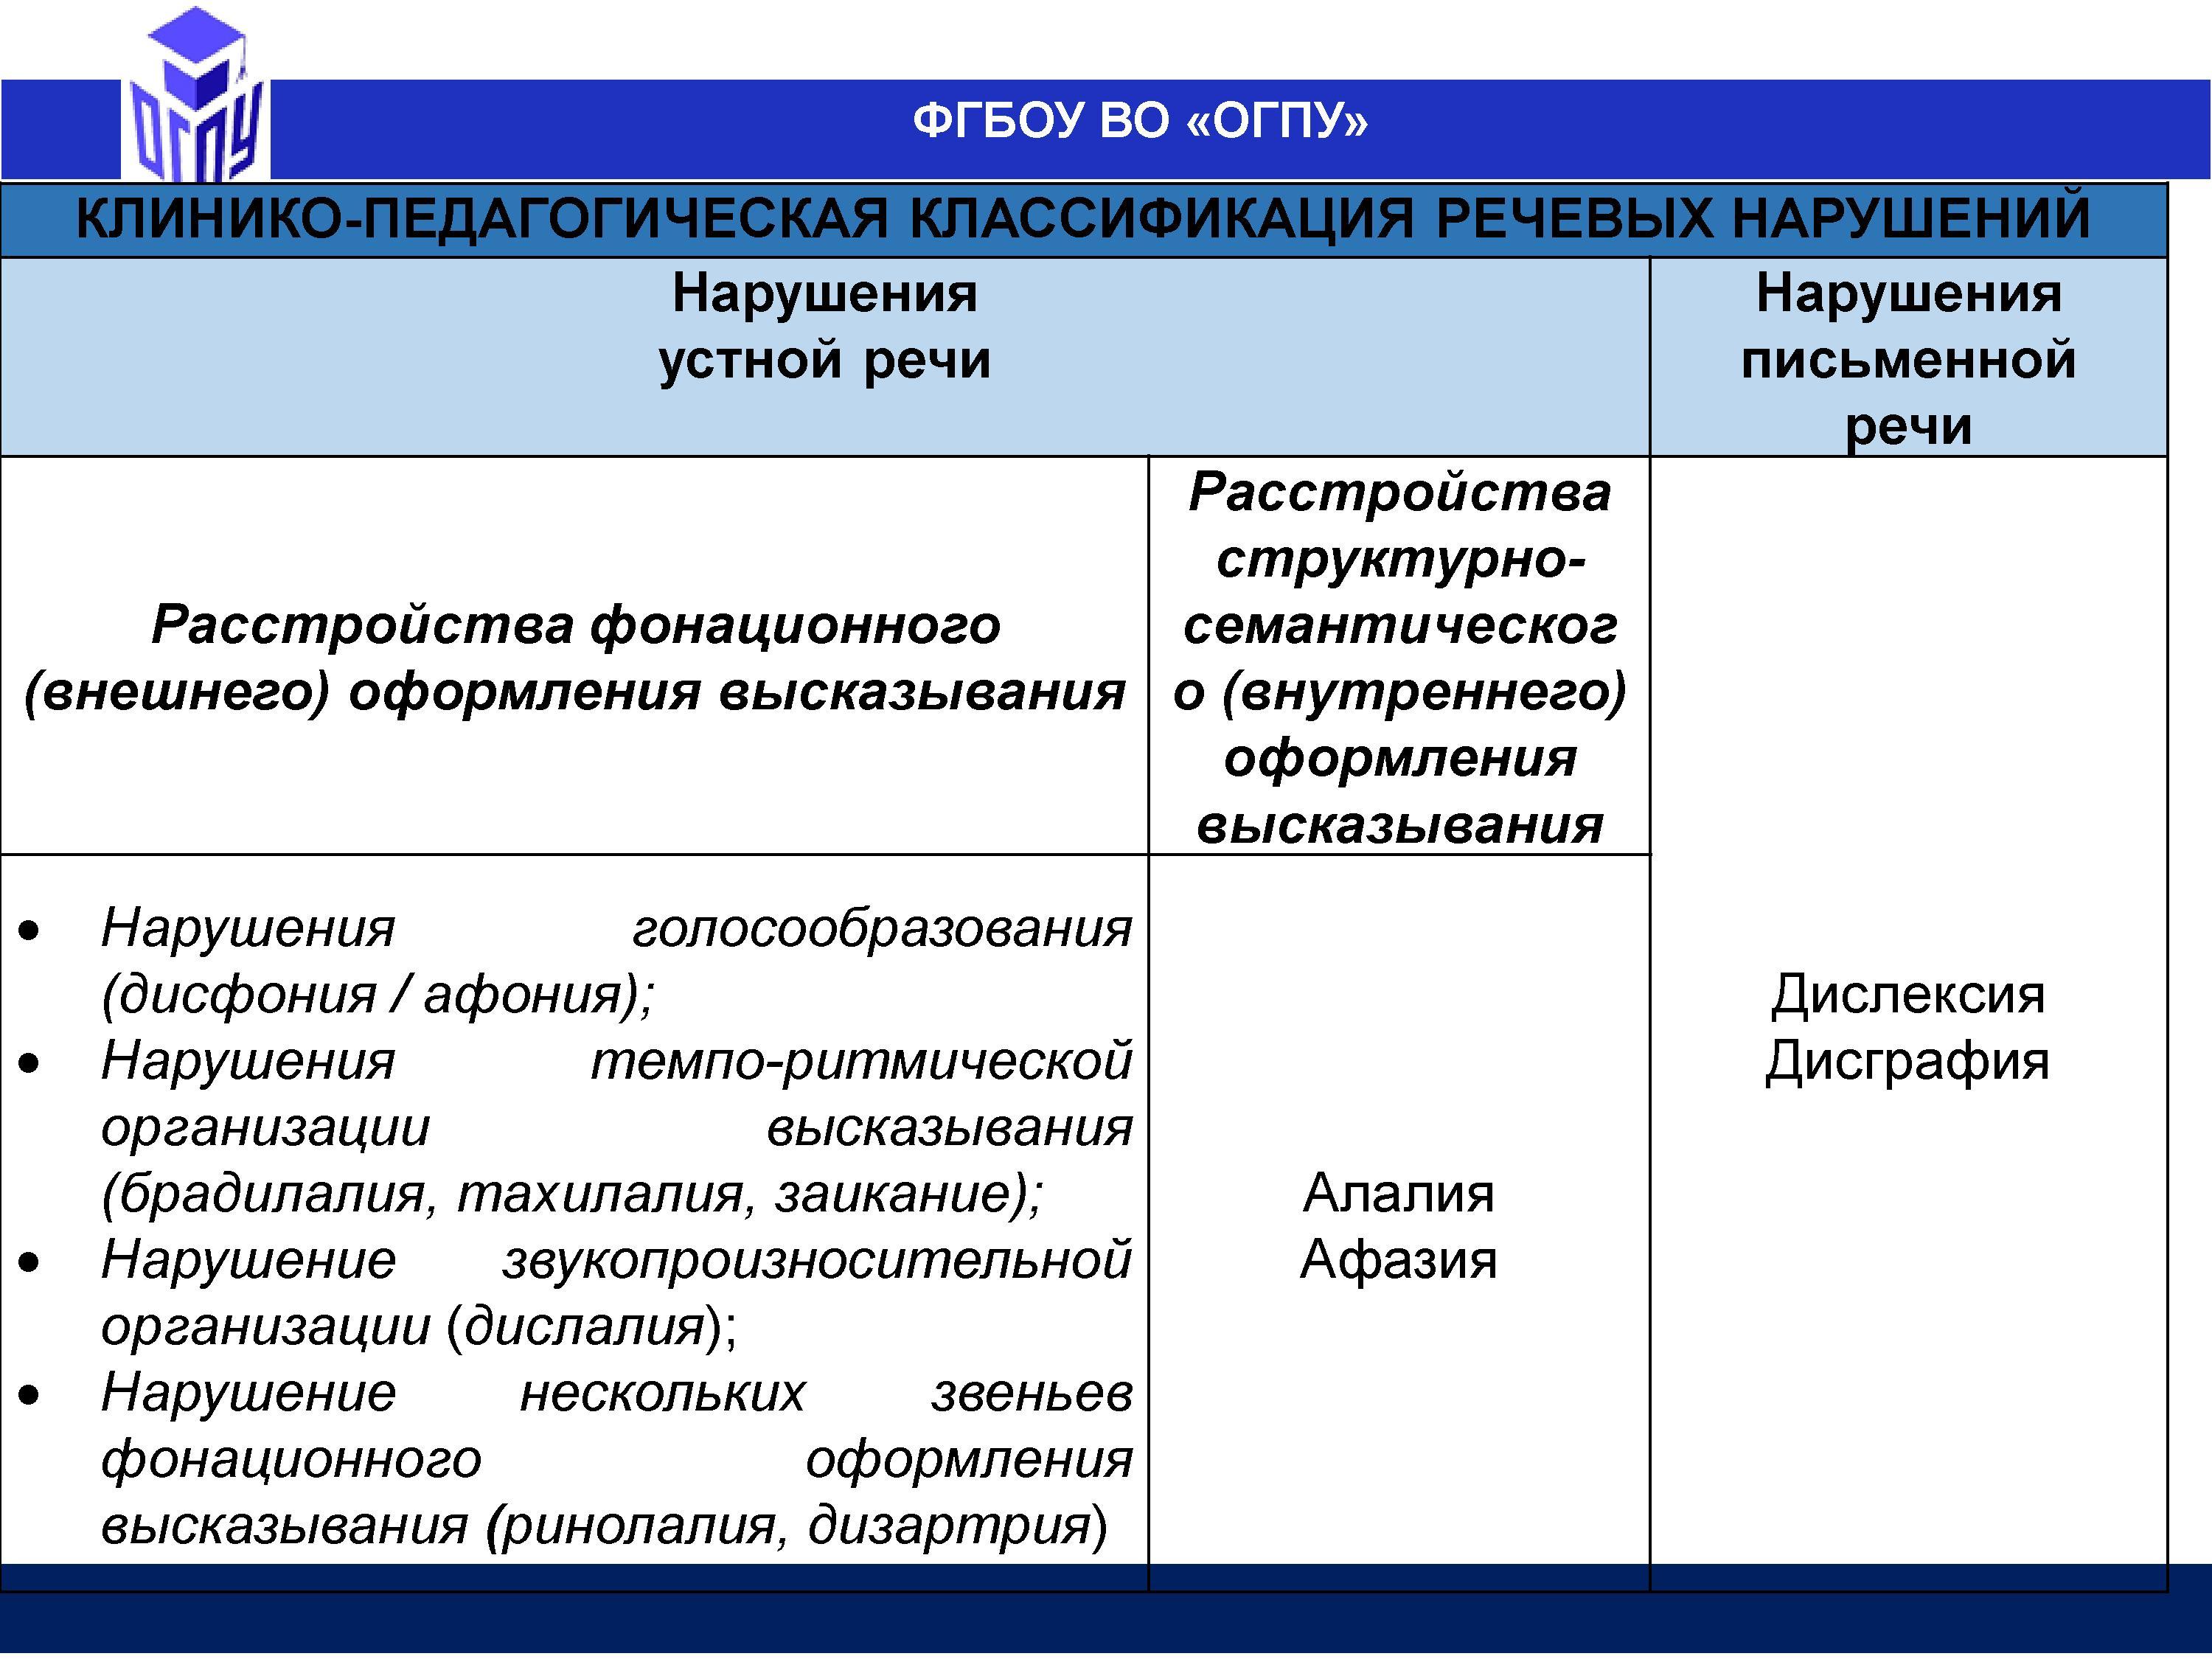 ОГПУ
ФГБОУ ВО «ОГПУ»
КЛИНИКО-ПЕДАГОГИЧЕСКАЯ КЛАССИФИКАЦИЯ РЕЧЕВЫХ НАРУШЕНИЙ
Нарушения
устной речи
Нарушения
письменной
речи
Расстройства фонационного
(внешнего) оформления высказывания
Расстройства
структурно-
семантическог
о (внутреннего)
оформления
высказывания
• Нарушения голосообразования
(дисфония / афония);
• Нарушения темпо-ритмической
организации высказывания
(брадилалия, тахилалия, заикание);
• Нарушение звукопроизносительной
организации (дислалия);
• Нарушение нескольких звеньев
фонационного оформления
высказывания (ринолалия, дизартрия)
Алалия
Афазия
Дислексия
Дисграфия